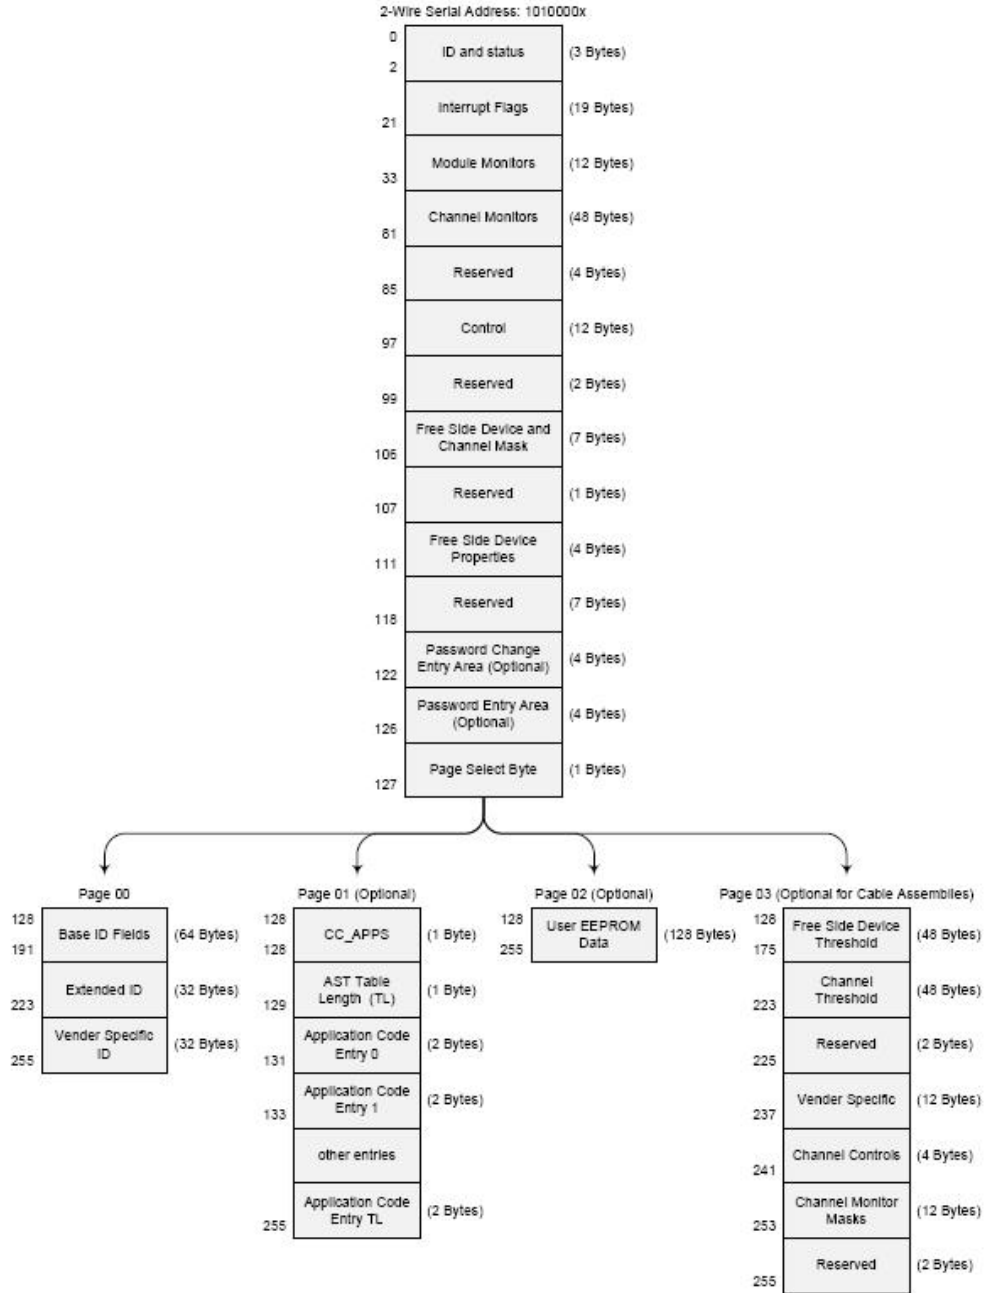 2-Wire Serial Address: 1010000x
0
ID and status (3 Bytes)
2
Interrupt Flags (19 Bytes)
21
Module Monitors (12 Bytes)
33
Channel Monitors (48 Bytes)
81
Reserved (4 Bytes)
85
Control (12 Bytes)
97
Reserved (2 Bytes)
99
Free Side Device and
Channel Mask
(7 Bytes)
106
Reserved (1 Bytes)
107
Free Side Device
Properties
(4 Bytes)
111
Reserved (7 Bytes)
118
Password Change
Entry Area (Optional)
(4 Bytes)
122
Password Entry Area
(Optional)
(4 Bytes)
126
Page Select Byte (1 Bytes)
127
Page 00
128
Base ID Fields (64 Bytes)
191
Extended ID (32 Bytes)
223
Vender Specific
ID
(32 Bytes)
255
Page 01 (Optional)
128
CC_APPS (1 Byte)
128
AST Table
Length (TL)
(1 Byte)
129
Application Code
Entry 0
(2 Bytes)
131
Application Code
Entry 1
(2 Bytes)
133
other entries
Application Code
Entry TL
(2 Bytes)
255
Page 02 (Optional)
128
User EEPROM
Data
(128 Bytes)
255
Page 03 (Optional for Cable Assemblies)
128
Free Side Device
Threshold
(48 Bytes)
175
Channel
Threshold
(48 Bytes)
223
Reserved (2 Bytes)
225
Vender Specific (12 Bytes)
237
Channel Controls (4 Bytes)
241
Channel Monitor
Masks
(12 Bytes)
253
Reserved (2 Bytes)
255